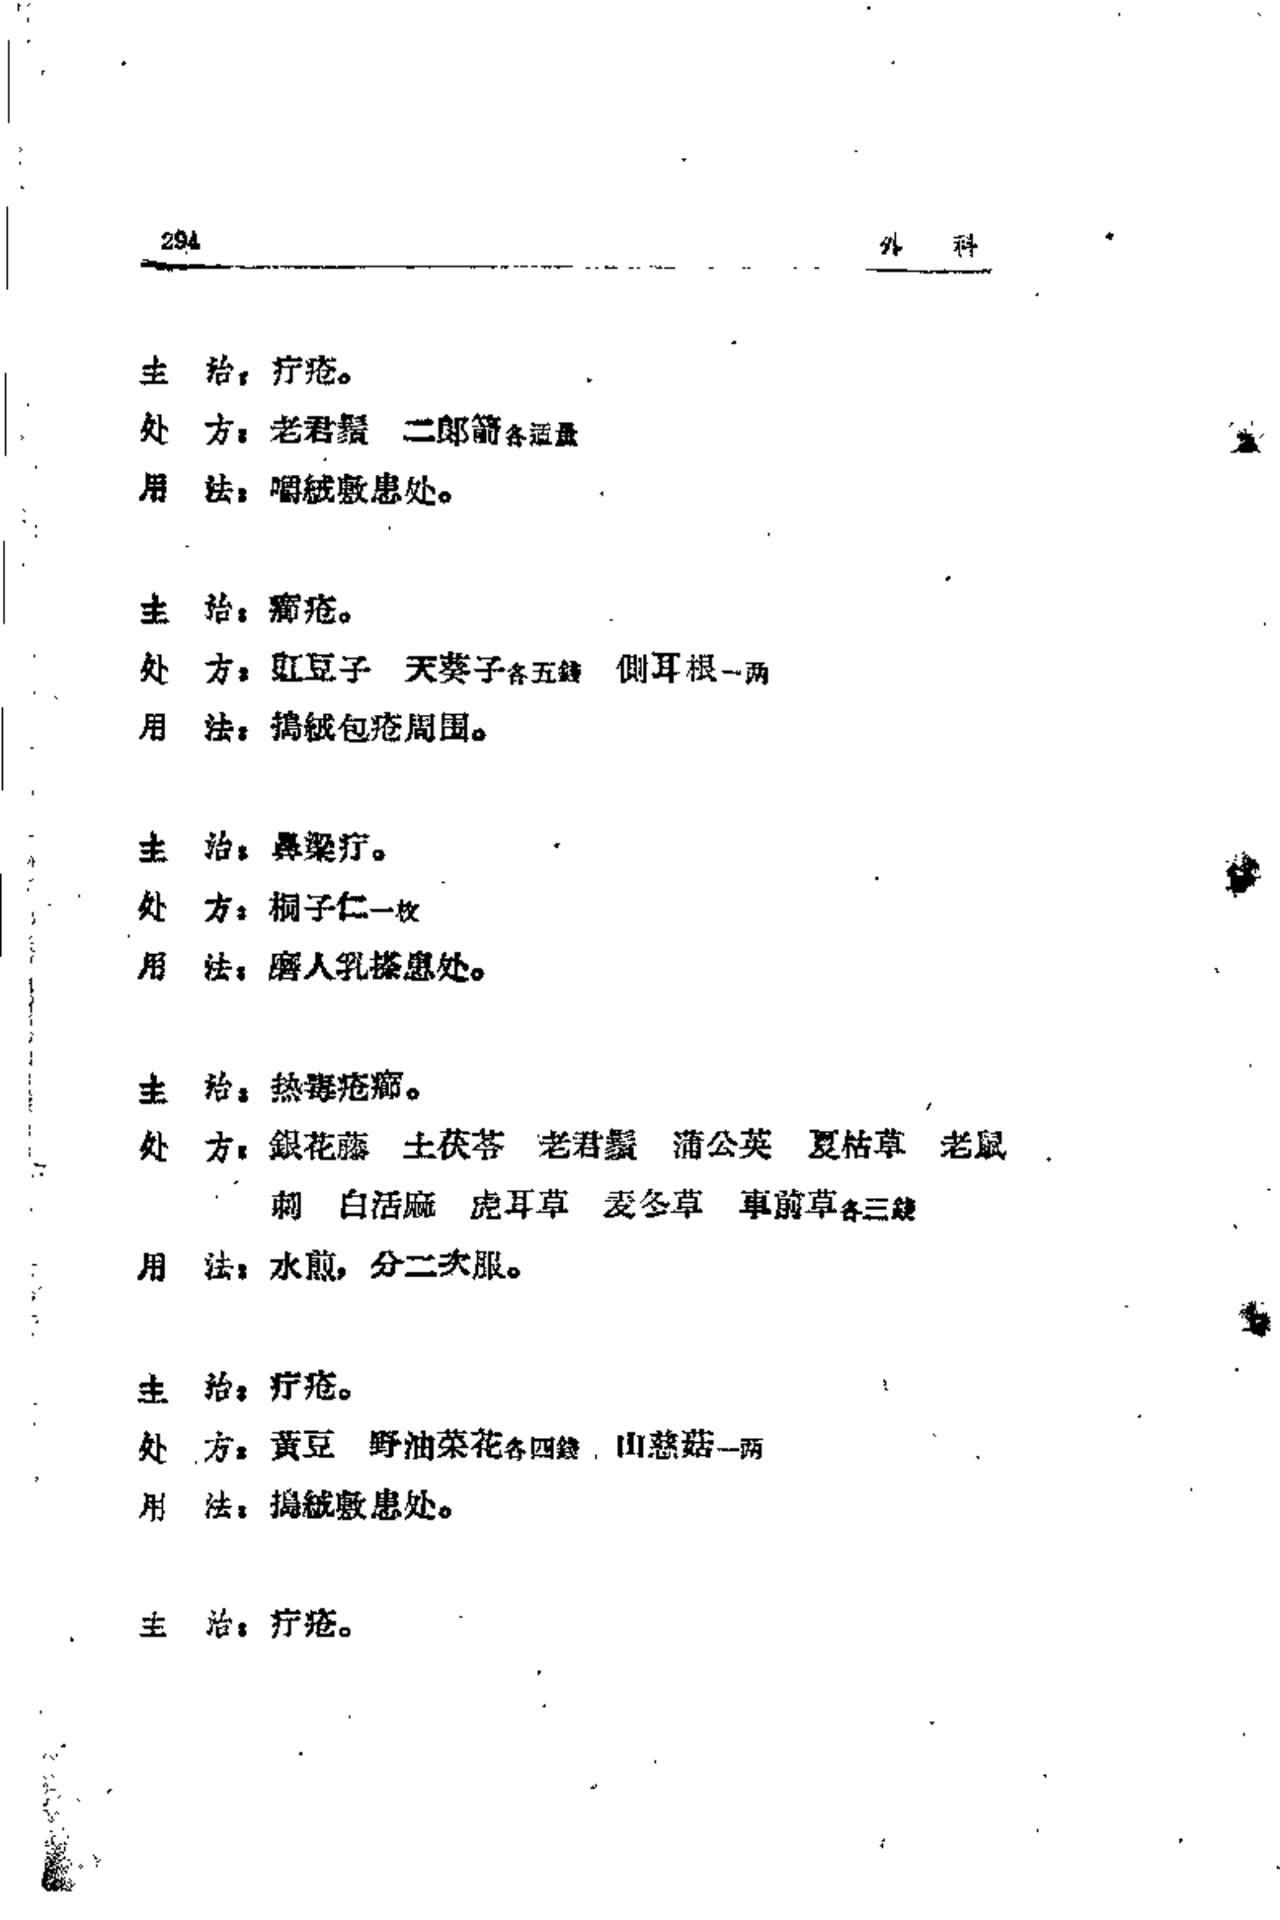 294 外 科
主 治：疔疮。
处 方：老君鬚 二郎箭各适量
用 法：嚼絨敷患处。
主 治：癤疮。
处 方：豇豆子 天葵子各五錢 側耳根一两
用 法：搗絨包疮周围。
主 治：鼻梁疔。
处 方：桐子仁一枚
用 法：磨人乳搽患处。
主 治：热毒疮癤。
处 方：銀花藤 土茯苓 老君鬚 蒲公英 夏枯草 老鼠
刺 白活麻 虎耳草 麦冬草 車前草各三錢
用 法：水煎，分二次服。
主 治：疔疮。
处 方：黃豆 野油菜花各四錢 山慈菇一两
用 法：搗絨敷患处。
主 治：疔疮。